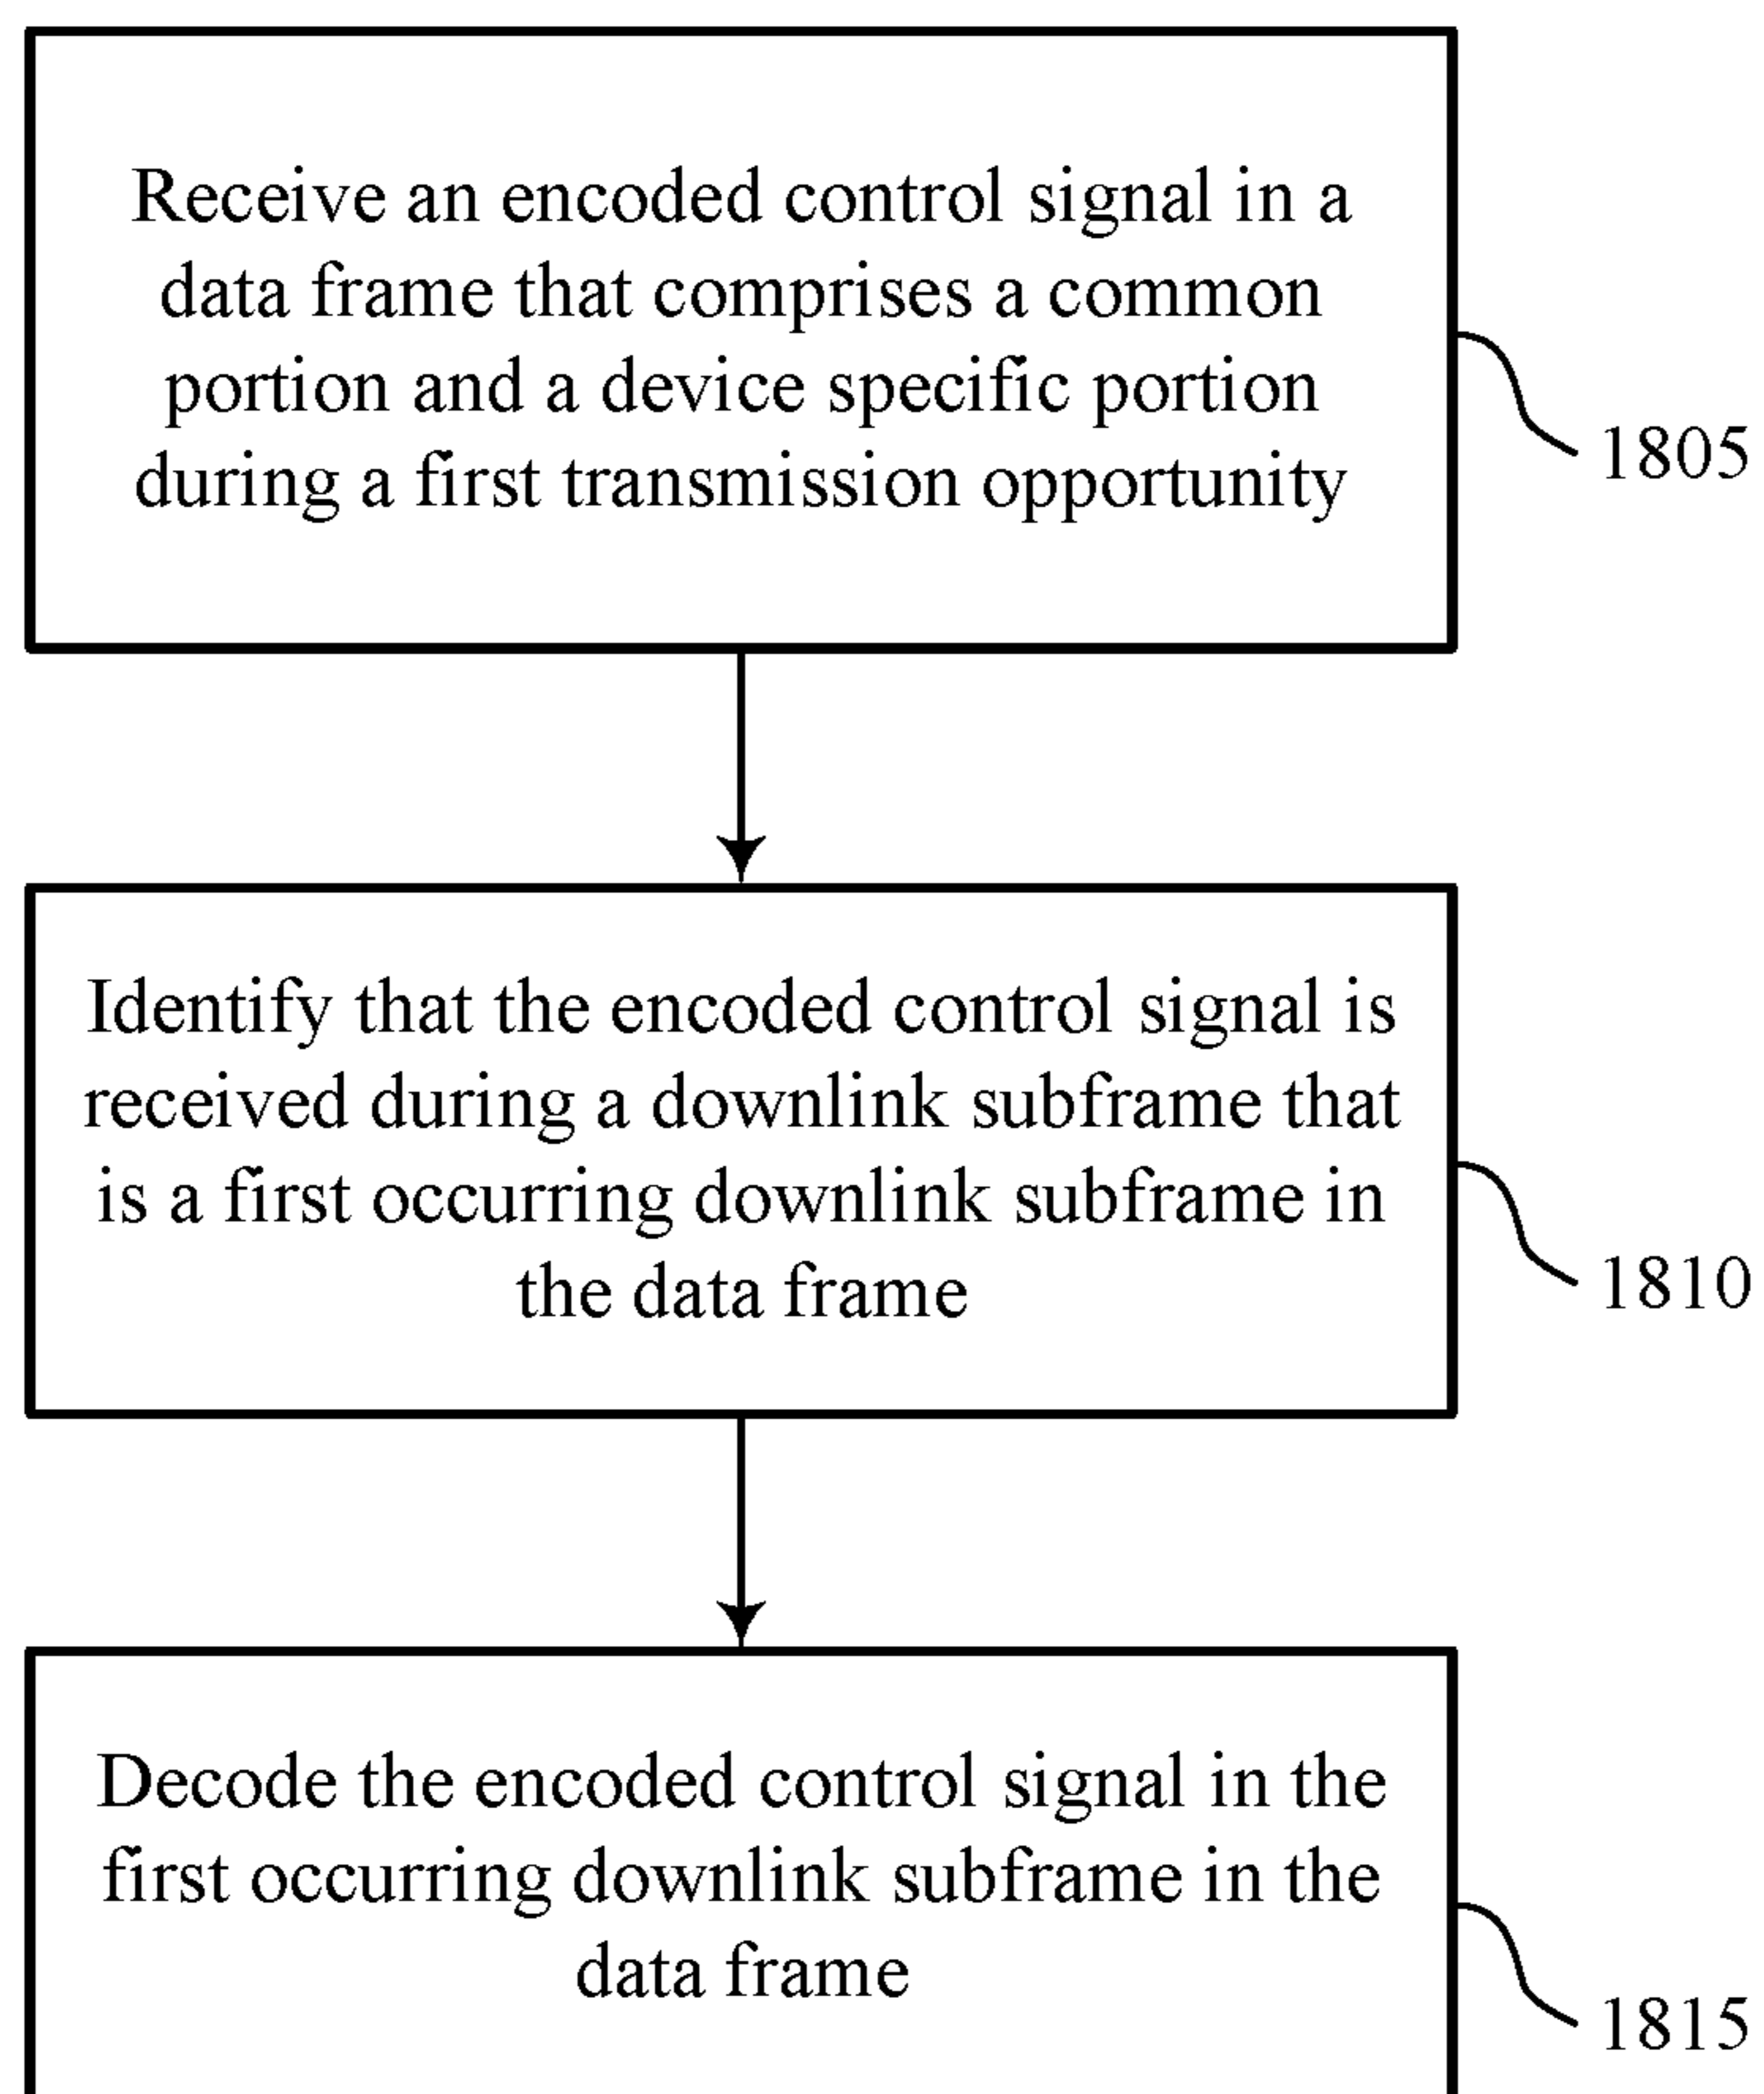 Receive an encoded control signal in a
data frame that comprises a common
portion and a device specific portion
during a first transmission opportunity
1805
Identify that the encoded control signal is
received during a downlink subframe that
is a first occurring downlink subframe in
the data frame
1810
Decode the encoded control signal in the
first occurring downlink subframe in the
data frame
1815